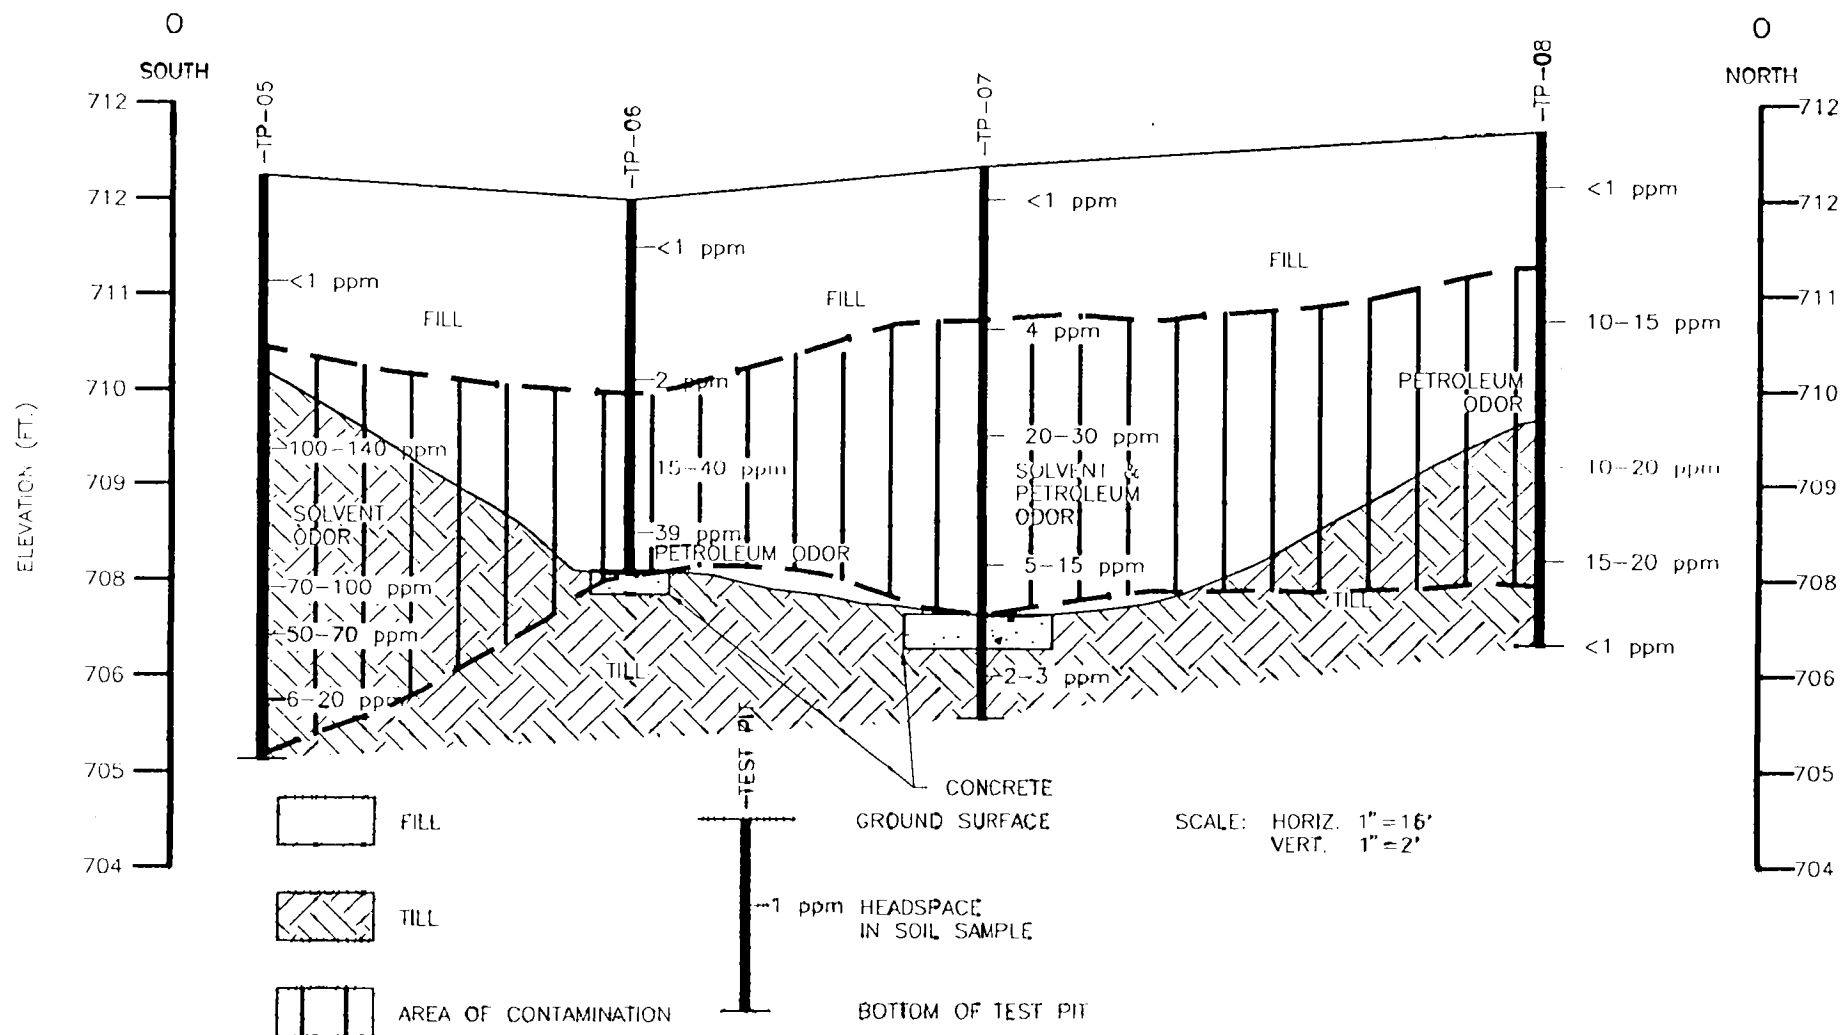 O
O
SOUTH
NORTH
-TP-05
-TP-06
-TP-07
-TP-08
ELEVATION (FT.)
712
712
711
710
709
708
706
705
704
712
712
711
710
709
708
706
705
704
<1 ppm
100-140 ppm
SOLVENT
ODOR
70-100 ppm
50-70 ppm
6-20 ppm
FILL
<1 ppm
2 ppm
15-40 ppm
39 ppm
PETROLEUM ODOR
FILL
<1 ppm
4 ppm
20-30 ppm
SOLVENT &
PETROLEUM
ODOR
5-15 ppm
2-3 ppm
FILL
PETROLEUM
ODOR
<1 ppm
10-15 ppm
10-20 ppm
15-20 ppm
<1 ppm
TILL
TILL
CONCRETE
FILL
TILL
AREA OF CONTAMINATION
-TEST PIT
GROUND SURFACE
1 ppm HEADSPACE
IN SOIL SAMPLE
BOTTOM OF TEST PIT
SCALE: HORIZ. 1"=16'
VERT. 1"=2'